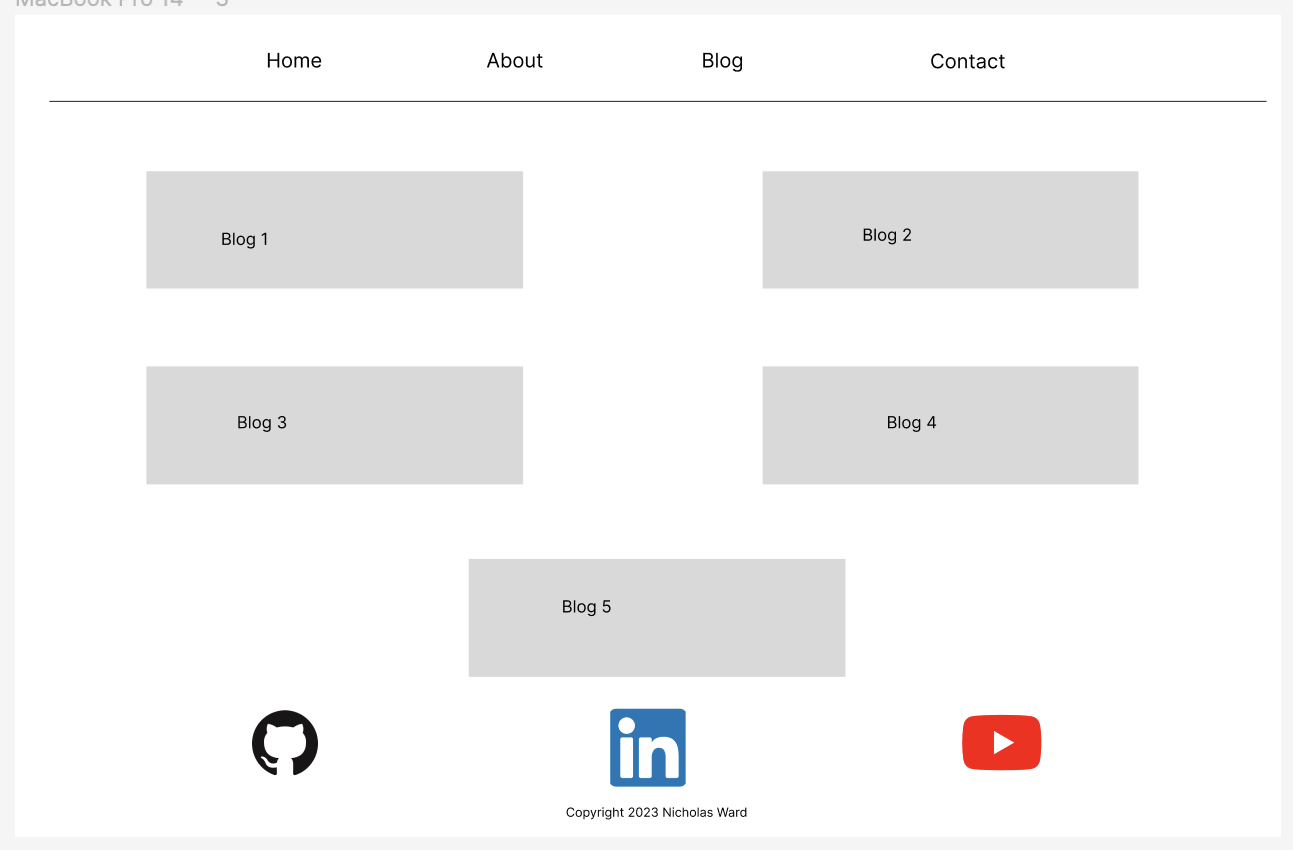 MacBook Pro 14" - 3
Home About Blog Contact
Blog 1 Blog 2
Blog 3 Blog 4
Blog 5
in
Copyright 2023 Nicholas Ward